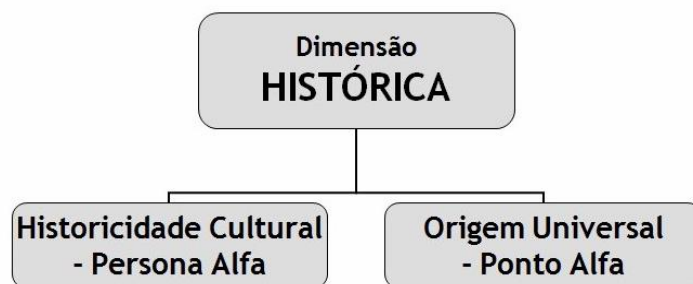 Dimensão
HISTÓRICA
Historicidade Cultural
- Persona Alfa
Origem Universal
- Ponto Alfa